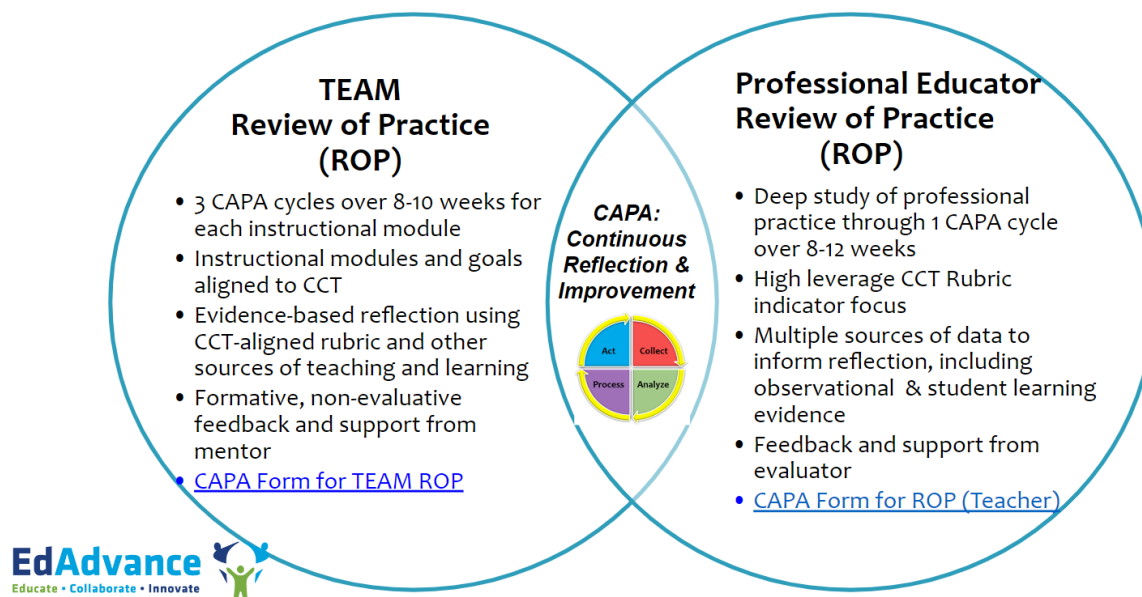 TEAM
Review of Practice
(ROP)
• 3 CAPA cycles over 8-10 weeks for
each instructional module
• Instructional modules and goals
aligned to CCT
• Evidence-based reflection using
CCT-aligned rubric and other
sources of teaching and learning
• Formative, non-evaluative
feedback and support from
mentor
• CAPA Form for TEAM ROP
CAPA:
Continuous
Reflection &
Improvement
Act
Collect
Process
Analyze
Professional Educator
Review of Practice
(ROP)
• Deep study of professional
practice through 1 CAPA cycle
over 8-12 weeks
• High leverage CCT Rubric
indicator focus
• Multiple sources of data to
inform reflection, including
observational & student learning
evidence
• Feedback and support from
evaluator
• CAPA Form for ROP (Teacher)
EdAdvance
Educate • Collaborate • Innovate